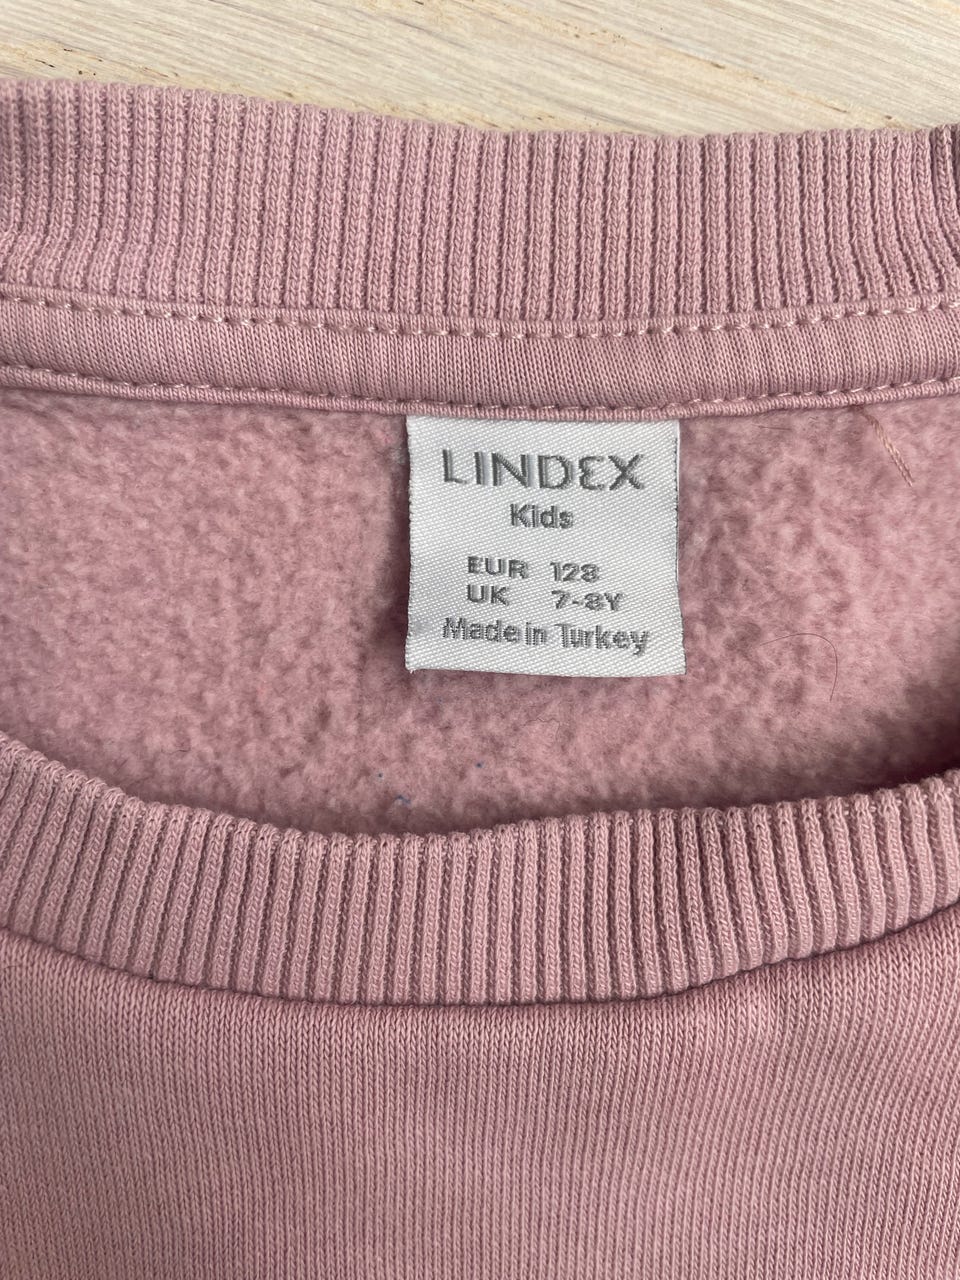 LINDEX
Kids
EUR 128
UK 7-8Y
Made in Turkey